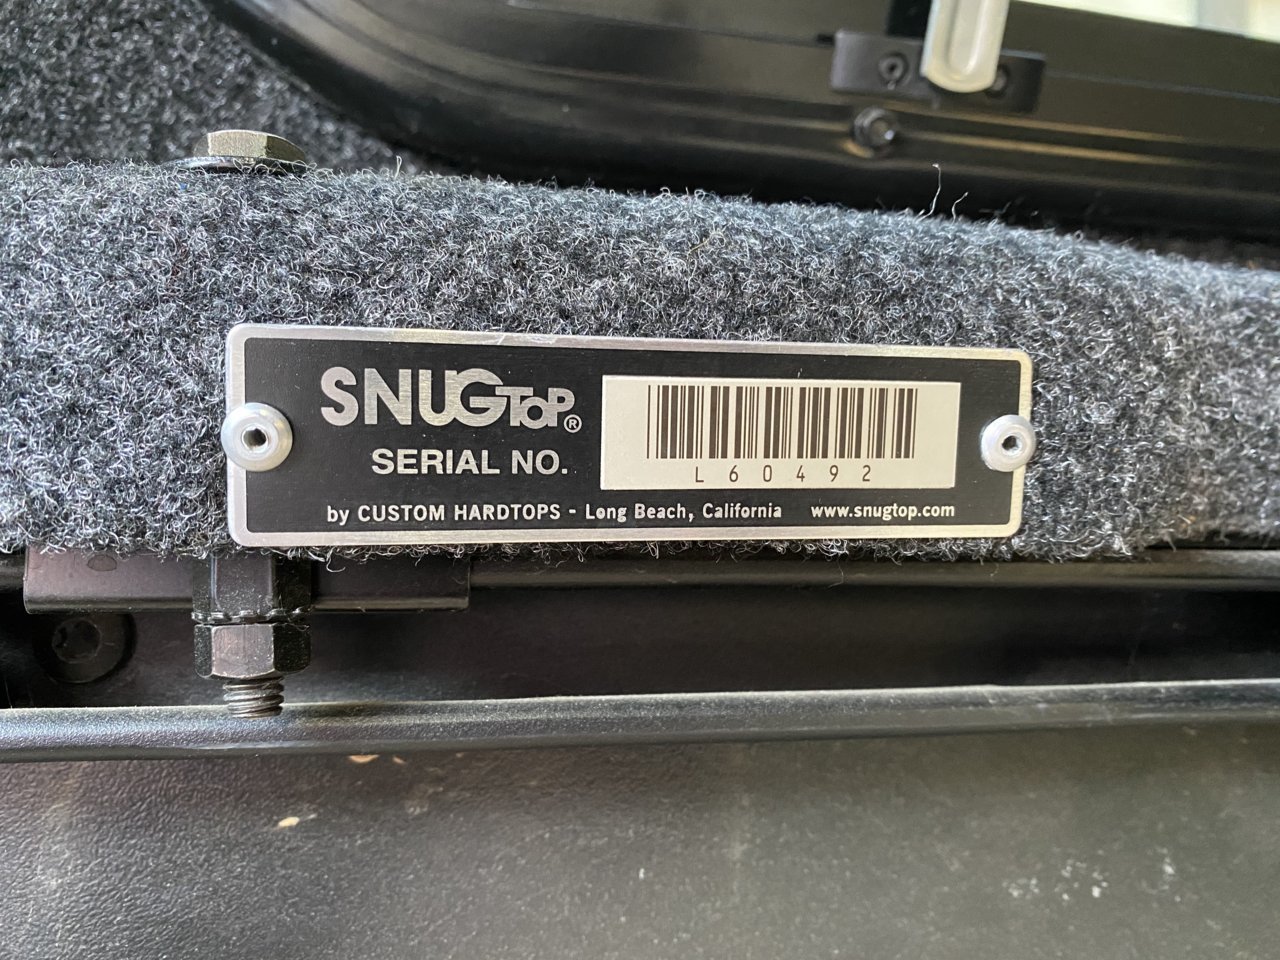 SNUGTOP®
SERIAL NO.
L60492
by CUSTOM HARDTOPS - Long Beach, California www.snugtop.com